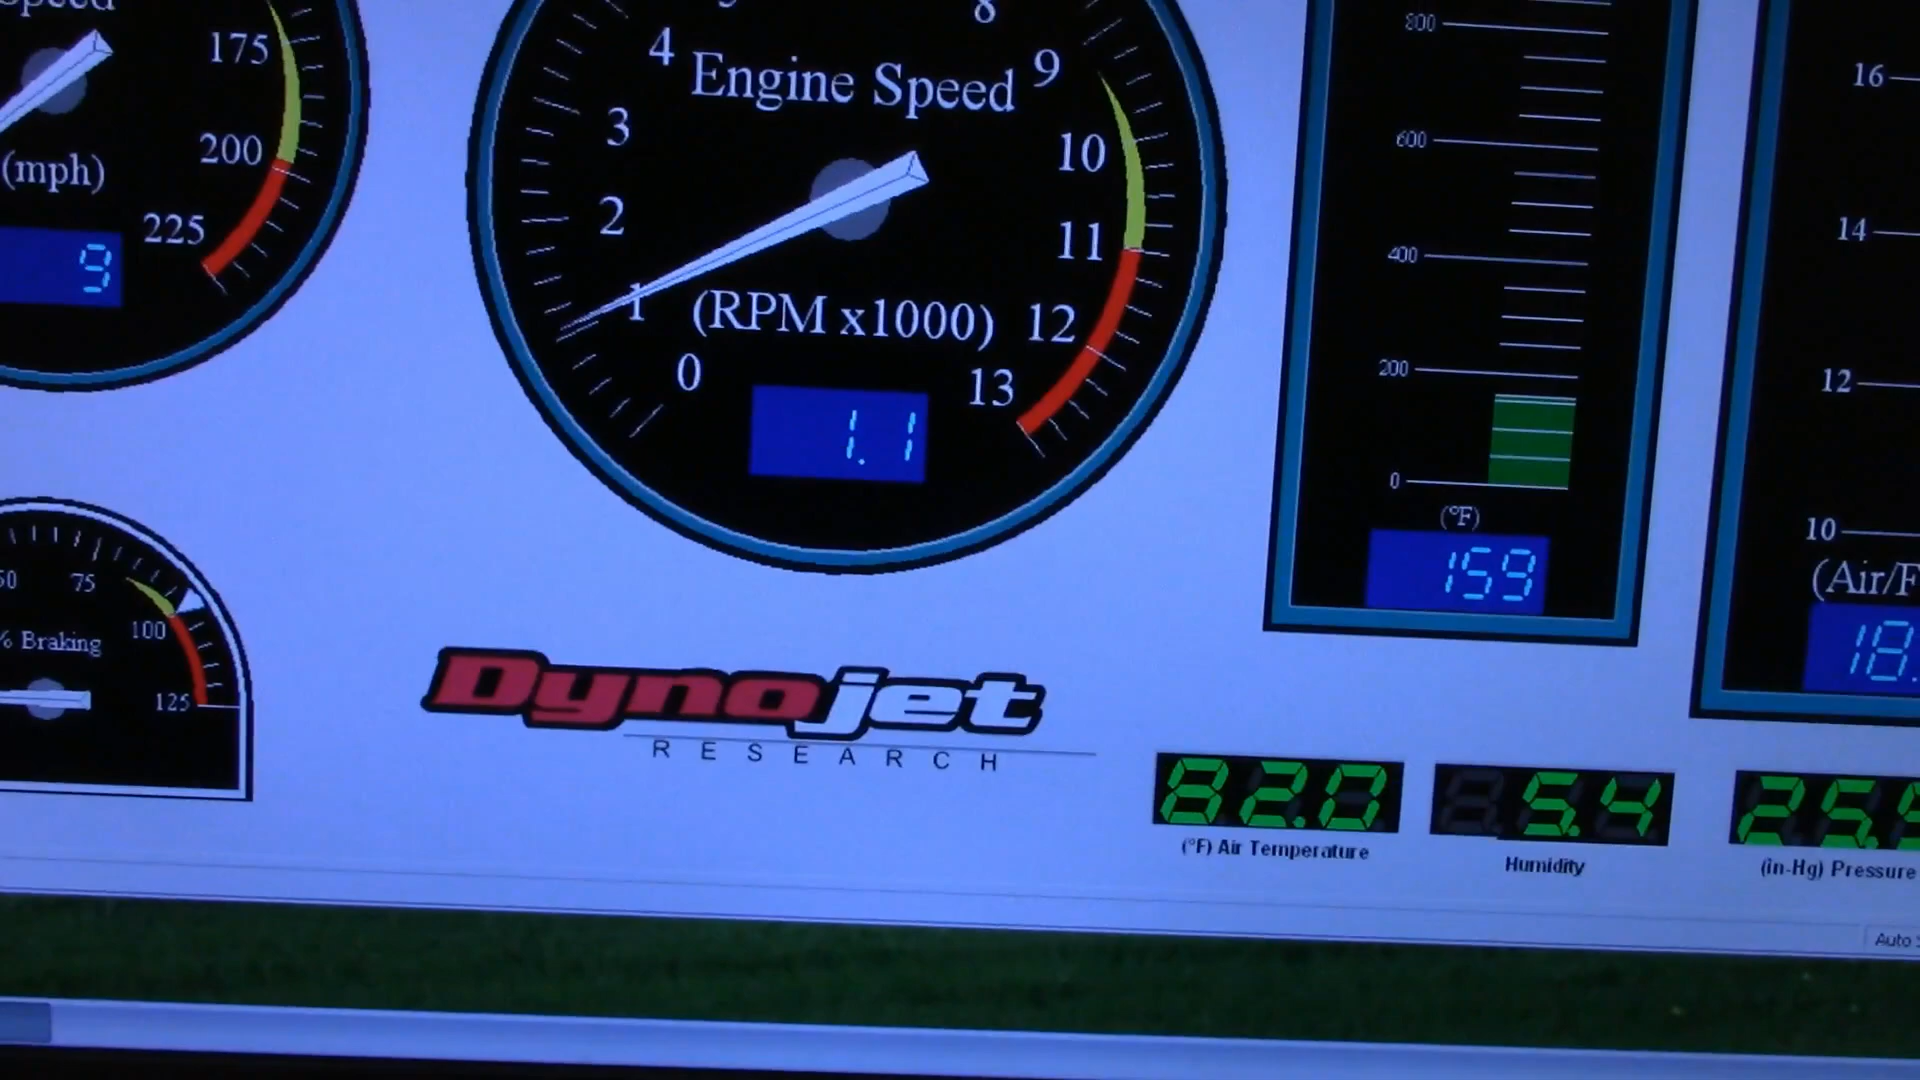 175
200
(mph)
225
9
4
Engine Speed
8
9
3
10
2
11
1
(RPM x1000)
12
0
13
1.1
800
600
400
200
0
(°F)
159
16
14
12
10
(Air/F
18.
75
100
% Braking
125
Dynojet
RESEARCH
82.0
(°F) Air Temperature
5.4
Humidity
25.
(in-Hg) Pressure
Auto